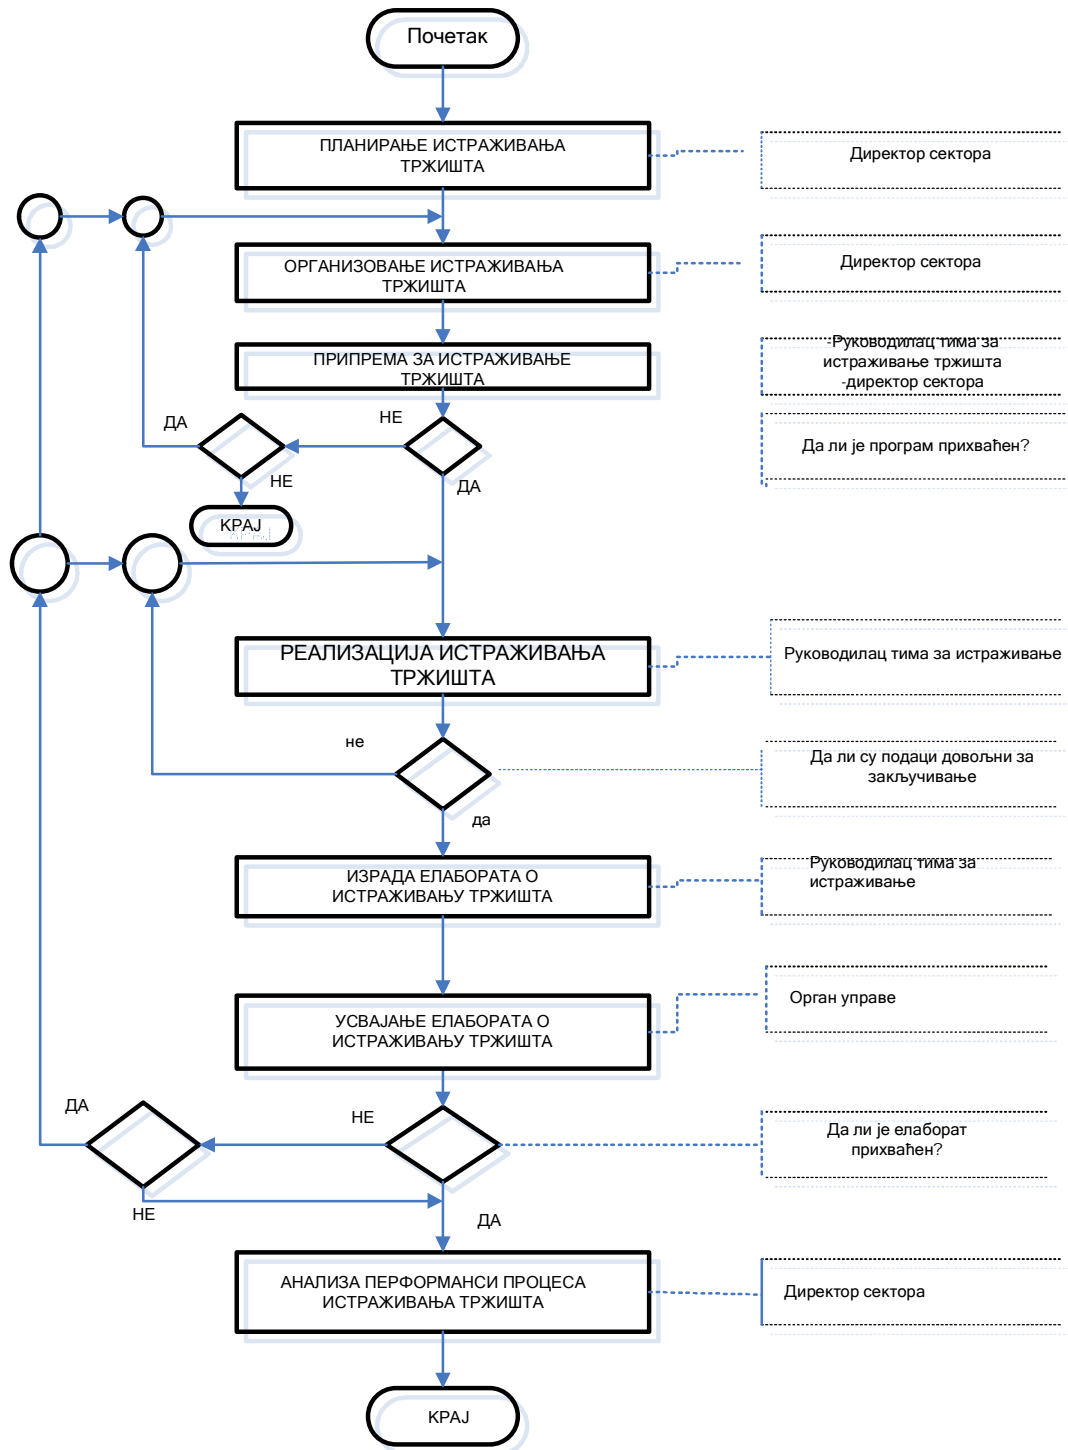 Почетак
ПЛАНИРАЊЕ ИСТРАЖИВАЊА
ТРЖИШТА
Директор сектора
ОРГАНИЗОВАЊЕ ИСТРАЖИВАЊА
ТРЖИШТА
Директор сектора
ПРИПРЕМА ЗА ИСТРАЖИВАЊЕ
ТРЖИШТА
-Руководилац тима за
истраживање тржишта
-директор сектора
ДА
НЕ
Да ли је програм прихваћен?
НЕ
ДА
КРАЈ
РЕАЛИЗАЦИЈА ИСТРАЖИВАЊА
ТРЖИШТА
Руководилац тима за истраживање
не
Да ли су подаци довољни за
закључивање
да
ИЗРАДА ЕЛАБОРАТА О
ИСТРАЖИВАЊУ ТРЖИШТА
Руководилац тима за
истраживање
УСВАЈАЊЕ ЕЛАБОРАТА О
ИСТРАЖИВАЊУ ТРЖИШТА
Орган управе
ДА
НЕ
Да ли је елаборат
прихваћен?
НЕ
ДА
АНАЛИЗА ПЕРФОРМАНСИ ПРОЦЕСА
ИСТРАЖИВАЊА ТРЖИШТА
Директор сектора
КРАЈ